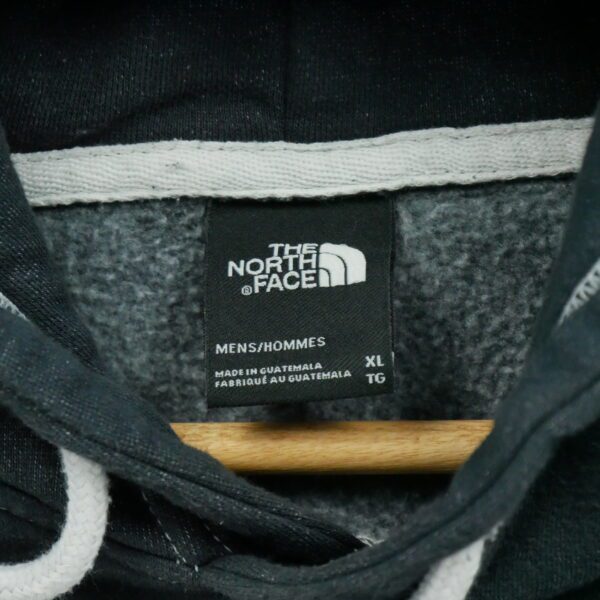 THE
NORTH
FACE
®
MENS/HOMMES
MADE IN GUATEMALA XL
FABRIQUÉ AU GUATEMALA TG